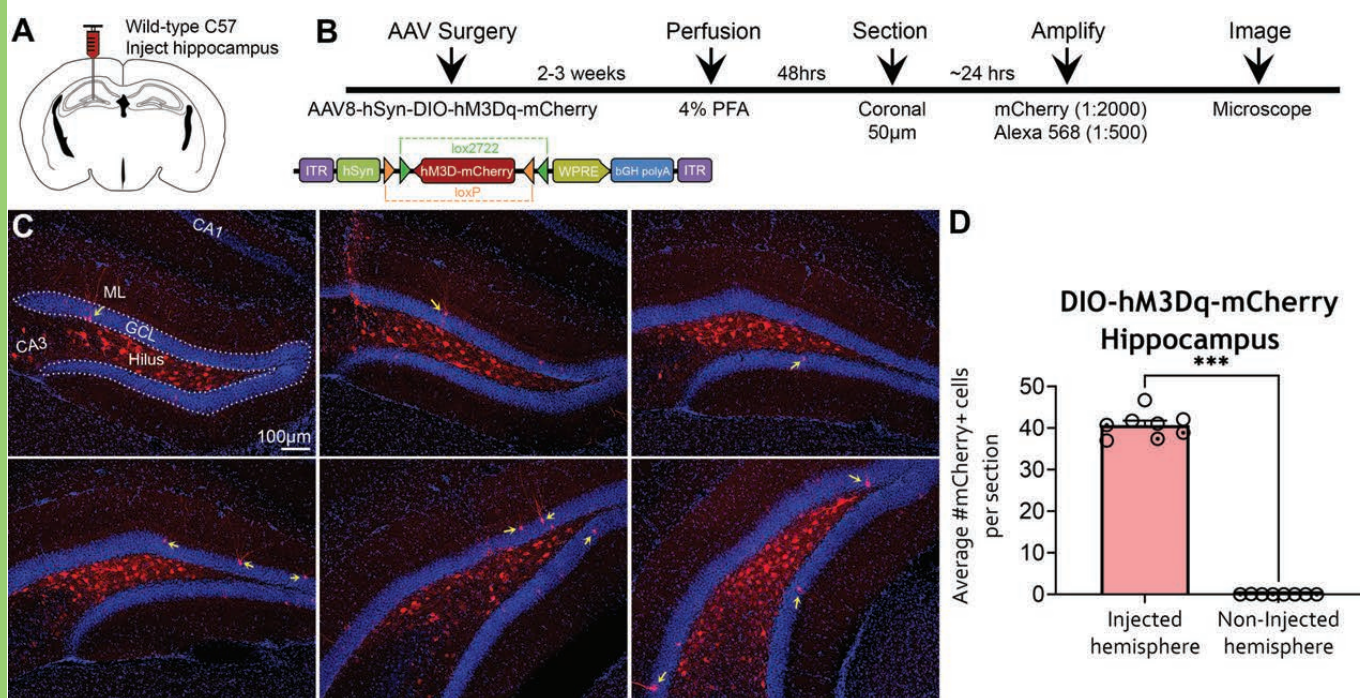 A
Wild-type C57
Inject hippocampus
B
AAV Surgery
Perfusion
Section
Amplify
Image
2-3 weeks
48hrs
~24 hrs
AAV8-hSyn-DIO-hM3Dq-mCherry
4% PFA
Coronal
50µm
mCherry (1:2000)
Alexa 568 (1:500)
Microscope
lox2722
ITR
hSyn
hM3D-mCherry
WPRE
bGH polyA
ITR
loxP
C
CA1
ML
GCL
CA3
Hilus
100µm
D
DIO-hM3Dq-mCherry
Hippocampus
***
Average #mCherry+ cells
per section
50
40
30
20
10
0
Injected
hemisphere
Non-Injected
hemisphere